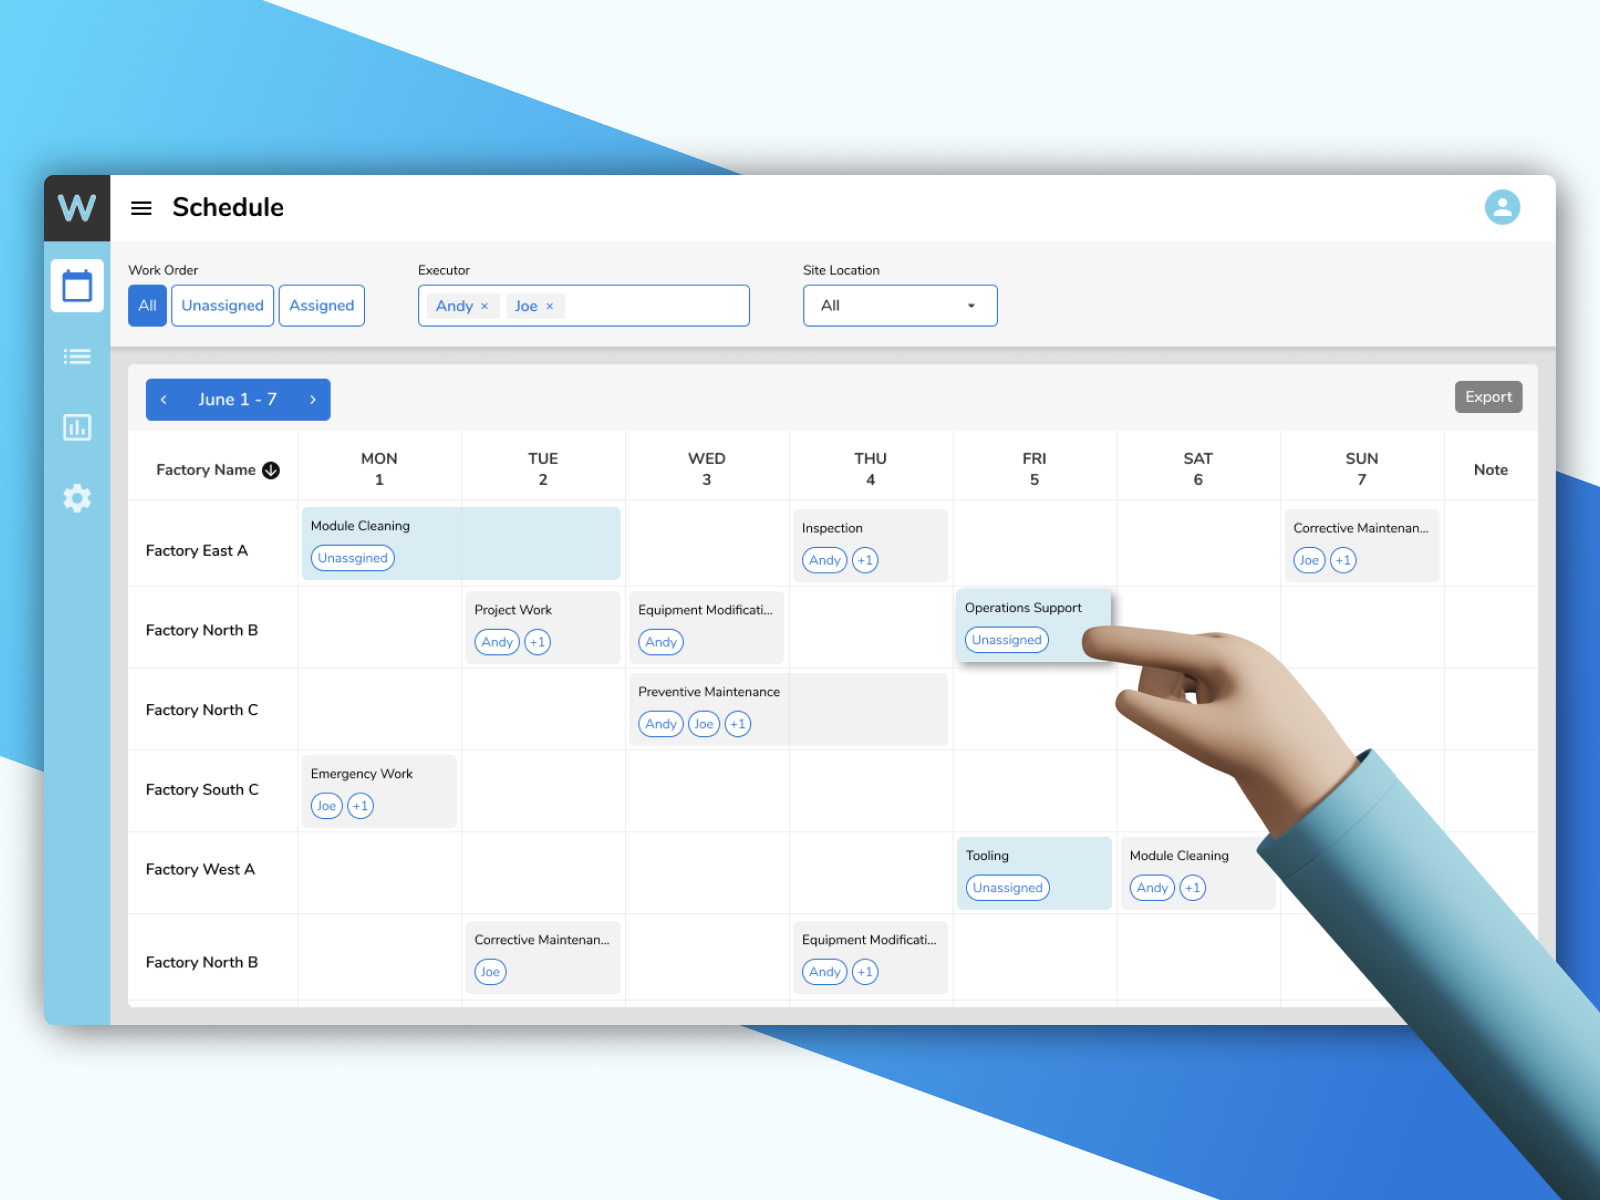 W
Schedule
Work Order
All Unassigned Assigned
Executor
Andy × Joe ×
Site Location
All
June 1 - 7
Export
Factory Name
MON
1
TUE
2
WED
3
THU
4
FRI
5
SAT
6
SUN
7
Note
Factory East A
Module Cleaning
Unassgined
Inspection
Andy +1
Corrective Maintenan...
Joe +1
Factory North B
Project Work
Andy +1
Equipment Modificati...
Andy
Operations Support
Unassigned
Factory North C
Preventive Maintenance
Andy Joe +1
Factory South C
Emergency Work
Joe +1
Factory West A
Tooling
Unassigned
Module Cleaning
Andy +1
Factory North B
Corrective Maintenan...
Joe
Equipment Modificati...
Andy +1